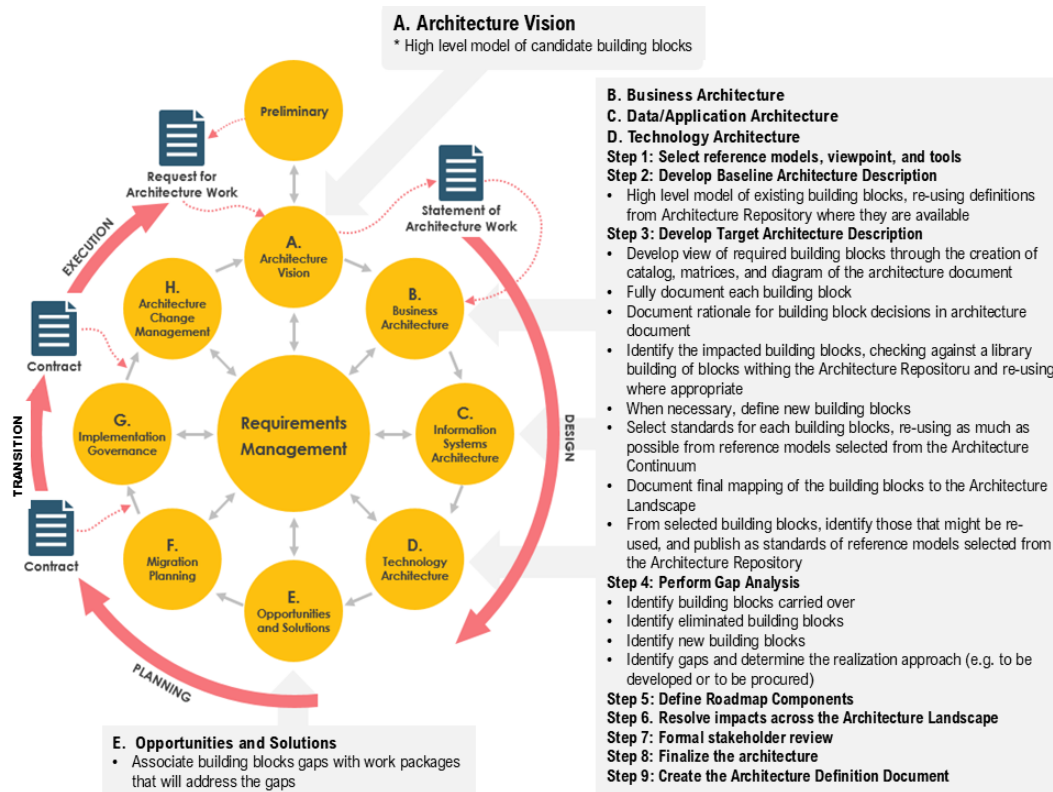 A. Architecture Vision
* High level model of candidate building blocks
Preliminary
Request for
Architecture Work
Statement of
Architecture Work
EXECUTION
A.
Architecture
Vision
H.
Architecture
Change
Management
B.
Business
Architecture
Contract
TRANSITION
G.
Implementation
Governance
Requirements
Management
C.
Information
Systems
Architecture
DESIGN
Contract
F.
Migration
Planning
D.
Technology
Architecture
E.
Opportunities
and Solutions
PLANNING
E. Opportunities and Solutions
• Associate building blocks gaps with work packages
that will address the gaps
B. Business Architecture
C. Data/Application Architecture
D. Technology Architecture
Step 1: Select reference models, viewpoint, and tools
Step 2: Develop Baseline Architecture Description
• High level model of existing building blocks, re-using definitions
from Architecture Repository where they are available
Step 3: Develop Target Architecture Description
• Develop view of required building blocks through the creation of
catalog, matrices, and diagram of the architecture document
• Fully document each building block
• Document rationale for building block decisions in architecture
document
• Identify the impacted building blocks, checking against a library
building of blocks withing the Architecture Repositoru and re-using
where appropriate
• When necessary, define new building blocks
• Select standards for each building blocks, re-using as much as
possible from reference models selected from the Architecture
Continuum
• Document final mapping of the building blocks to the Architecture
Landscape
• From selected building blocks, identify those that might be re-
used, and publish as standards of reference models selected from
the Architecture Repository
Step 4: Perform Gap Analysis
• Identify building blocks carried over
• Identify eliminated building blocks
• Identify new building blocks
• Identify gaps and determine the realization approach (e.g. to be
developed or to be procured)
Step 5: Define Roadmap Components
Step 6. Resolve impacts across the Architecture Landscape
Step 7: Formal stakeholder review
Step 8: Finalize the architecture
Step 9: Create the Architecture Definition Document